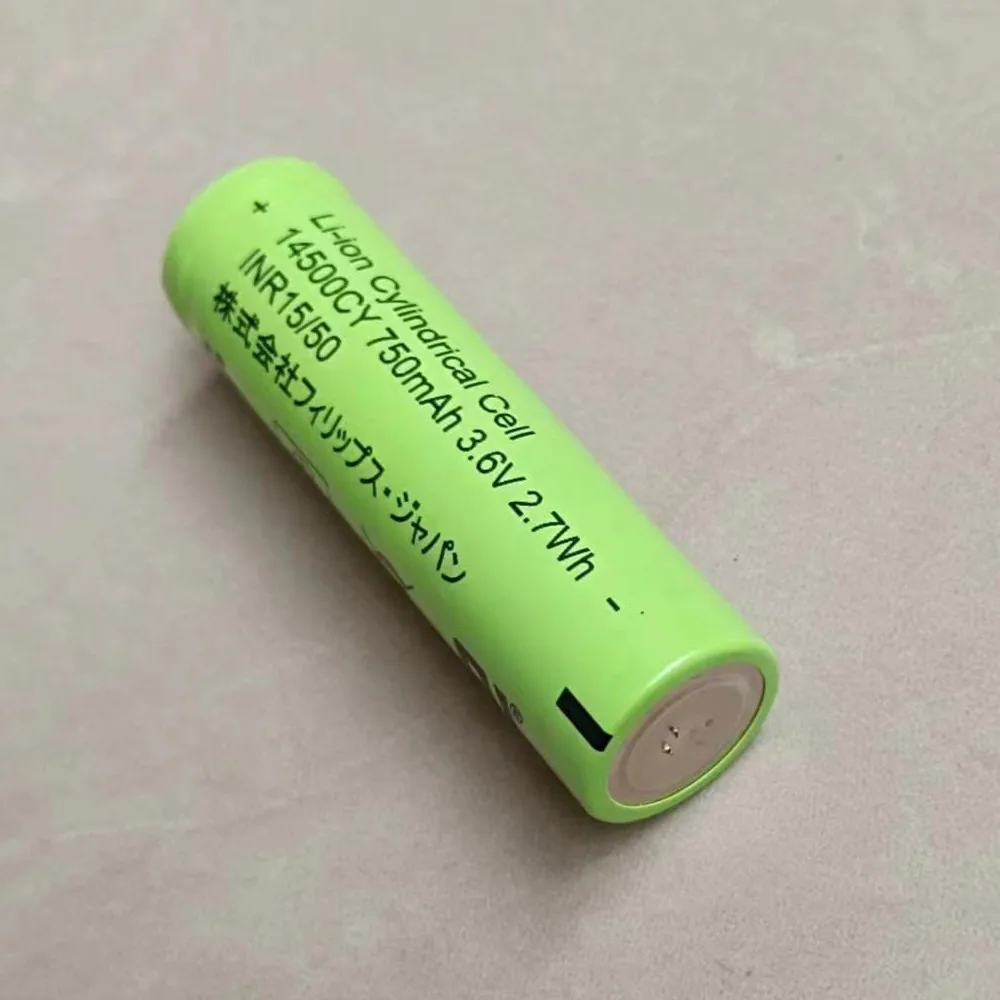 + Li-ion Cylindrical Cell
14500CY 750mAh 3.6V 2.7Wh -
INR15/50
株式会社フィリップス・ジャパン